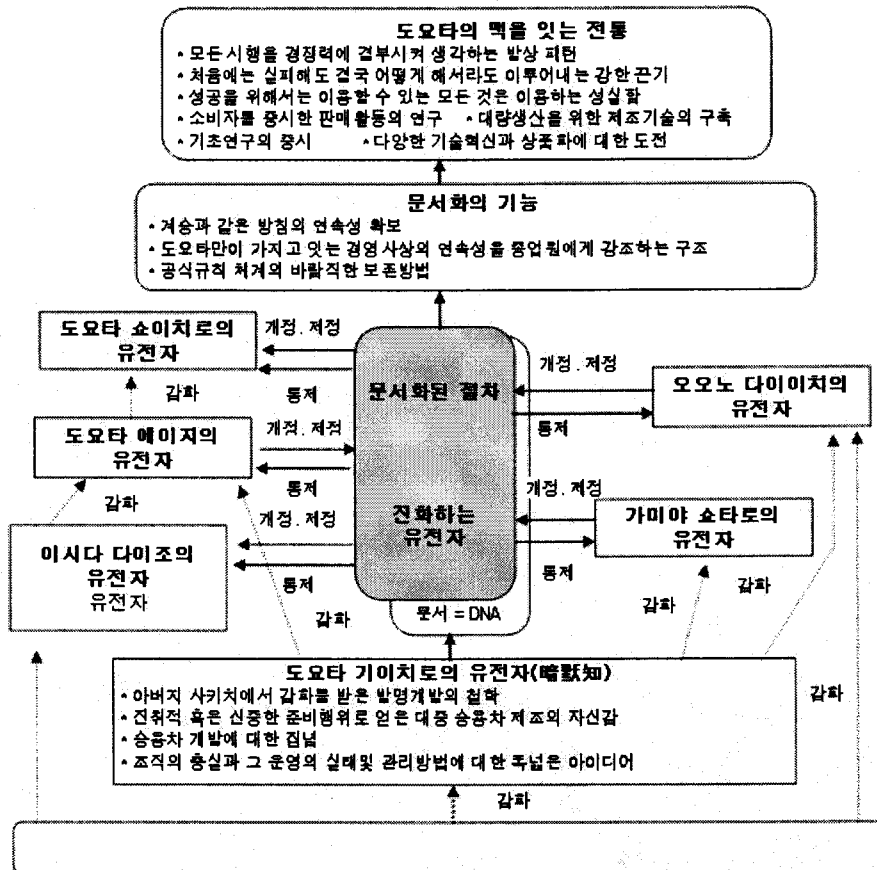 도요타의 맥을 잇는 전통
• 모든 시행을 경쟁력에 결부시켜 생각하는 발상 패턴
• 처음에는 실패해도 결국 어떻게 해서라도 이루어내는 강한 끈기
• 성공을 위해서는 이용할 수 있는 모든 것은 이용하는 성실함
• 소비자를 중시한 판매활동의 연구 • 대량생산을 위한 제조기술의 구축
• 기초연구의 중시 • 다양한 기술혁신과 상품화에 대한 도전
문서화의 기능
• 계승과 같은 방침의 연속성 확보
• 도요타만이 가지고 잇는 경영사상의 연속성을 종업원에게 강조하는 구조
• 공식규칙 체계의 바람직한 보존방법
도요타 쇼이치로의
유전자
개정.제정
통제
감화
도요타 에이지의
유전자
개정.제정
통제
감화
이시다 다이조의
유전자
유전자
개정.제정
통제
감화
문서화된 절차
진화하는
유전자
문서 = DNA
개정.제정
통제
오오노 다이이치의
유전자
개정.제정
통제
가미야 쇼타로의
유전자
감화
감화
감화
도요타 기이치로의 유전자(暗默知)
• 아버지 사키치에서 감화를 받은 발명개발의 철학
• 진취적 혹은 신중한 준비행위로 얻은 대중 승용차 제조의 자신감
• 승용차 개발에 대한 집념
• 조직의 충실과 그 운영의 실태및 관리방법에 대한 폭넓은 아이디어
감화